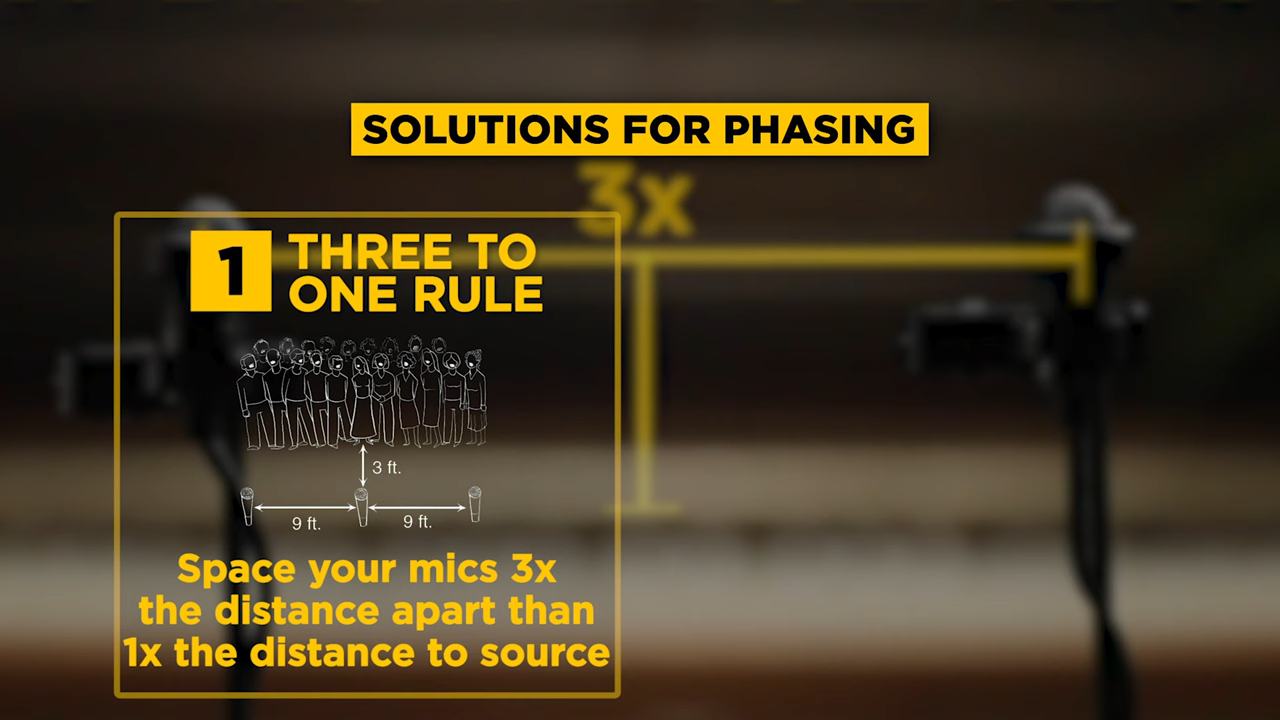 SOLUTIONS FOR PHASING
3x
1
THREE TO
ONE RULE
3 ft.
9 ft.
9 ft.
Space your mics 3x
the distance apart than
1x the distance to source